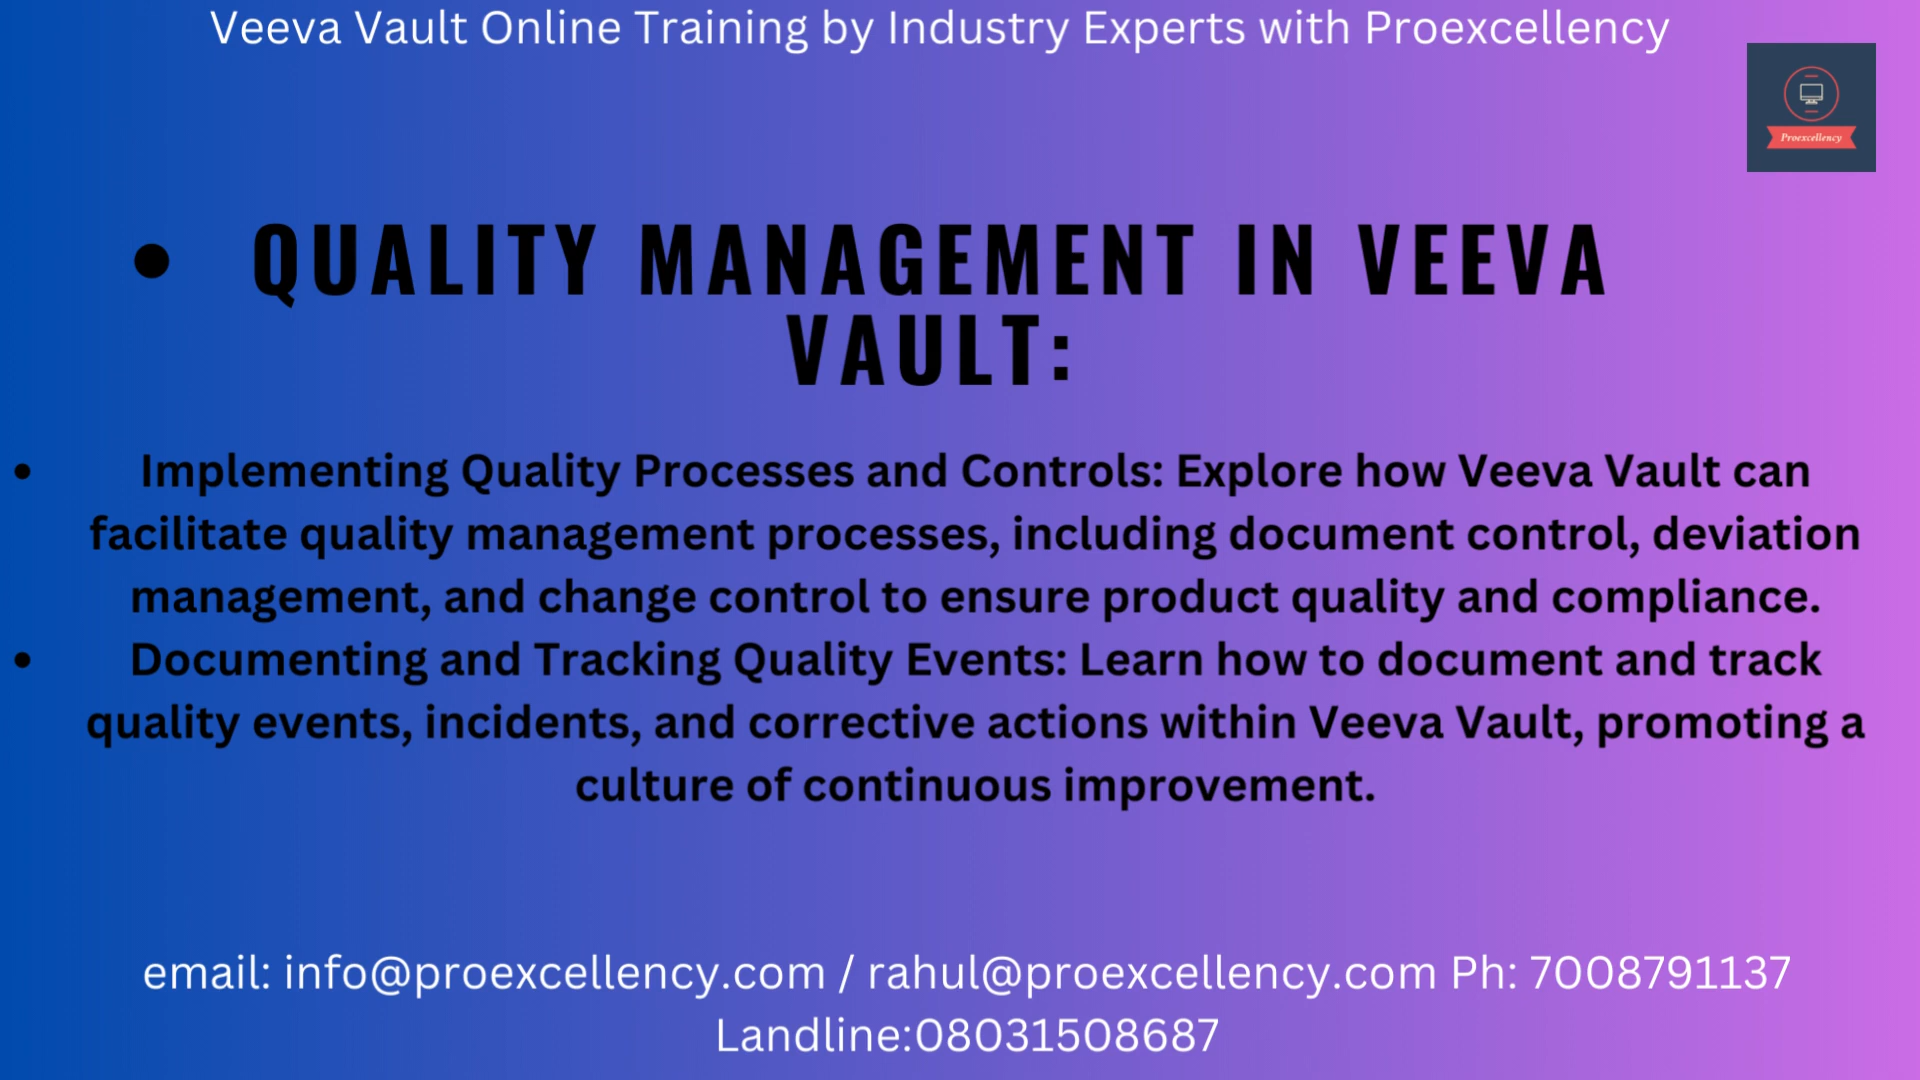 Veeva Vault Online Training by Industry Experts with Proexcellency
Proexcellency
• QUALITY MANAGEMENT IN VEEVA
VAULT:
• Implementing Quality Processes and Controls: Explore how Veeva Vault can
facilitate quality management processes, including document control, deviation
management, and change control to ensure product quality and compliance.
• Documenting and Tracking Quality Events: Learn how to document and track
quality events, incidents, and corrective actions within Veeva Vault, promoting a
culture of continuous improvement.
email: info@proexcellency.com / rahul@proexcellency.com Ph: 7008791137
Landline:08031508687